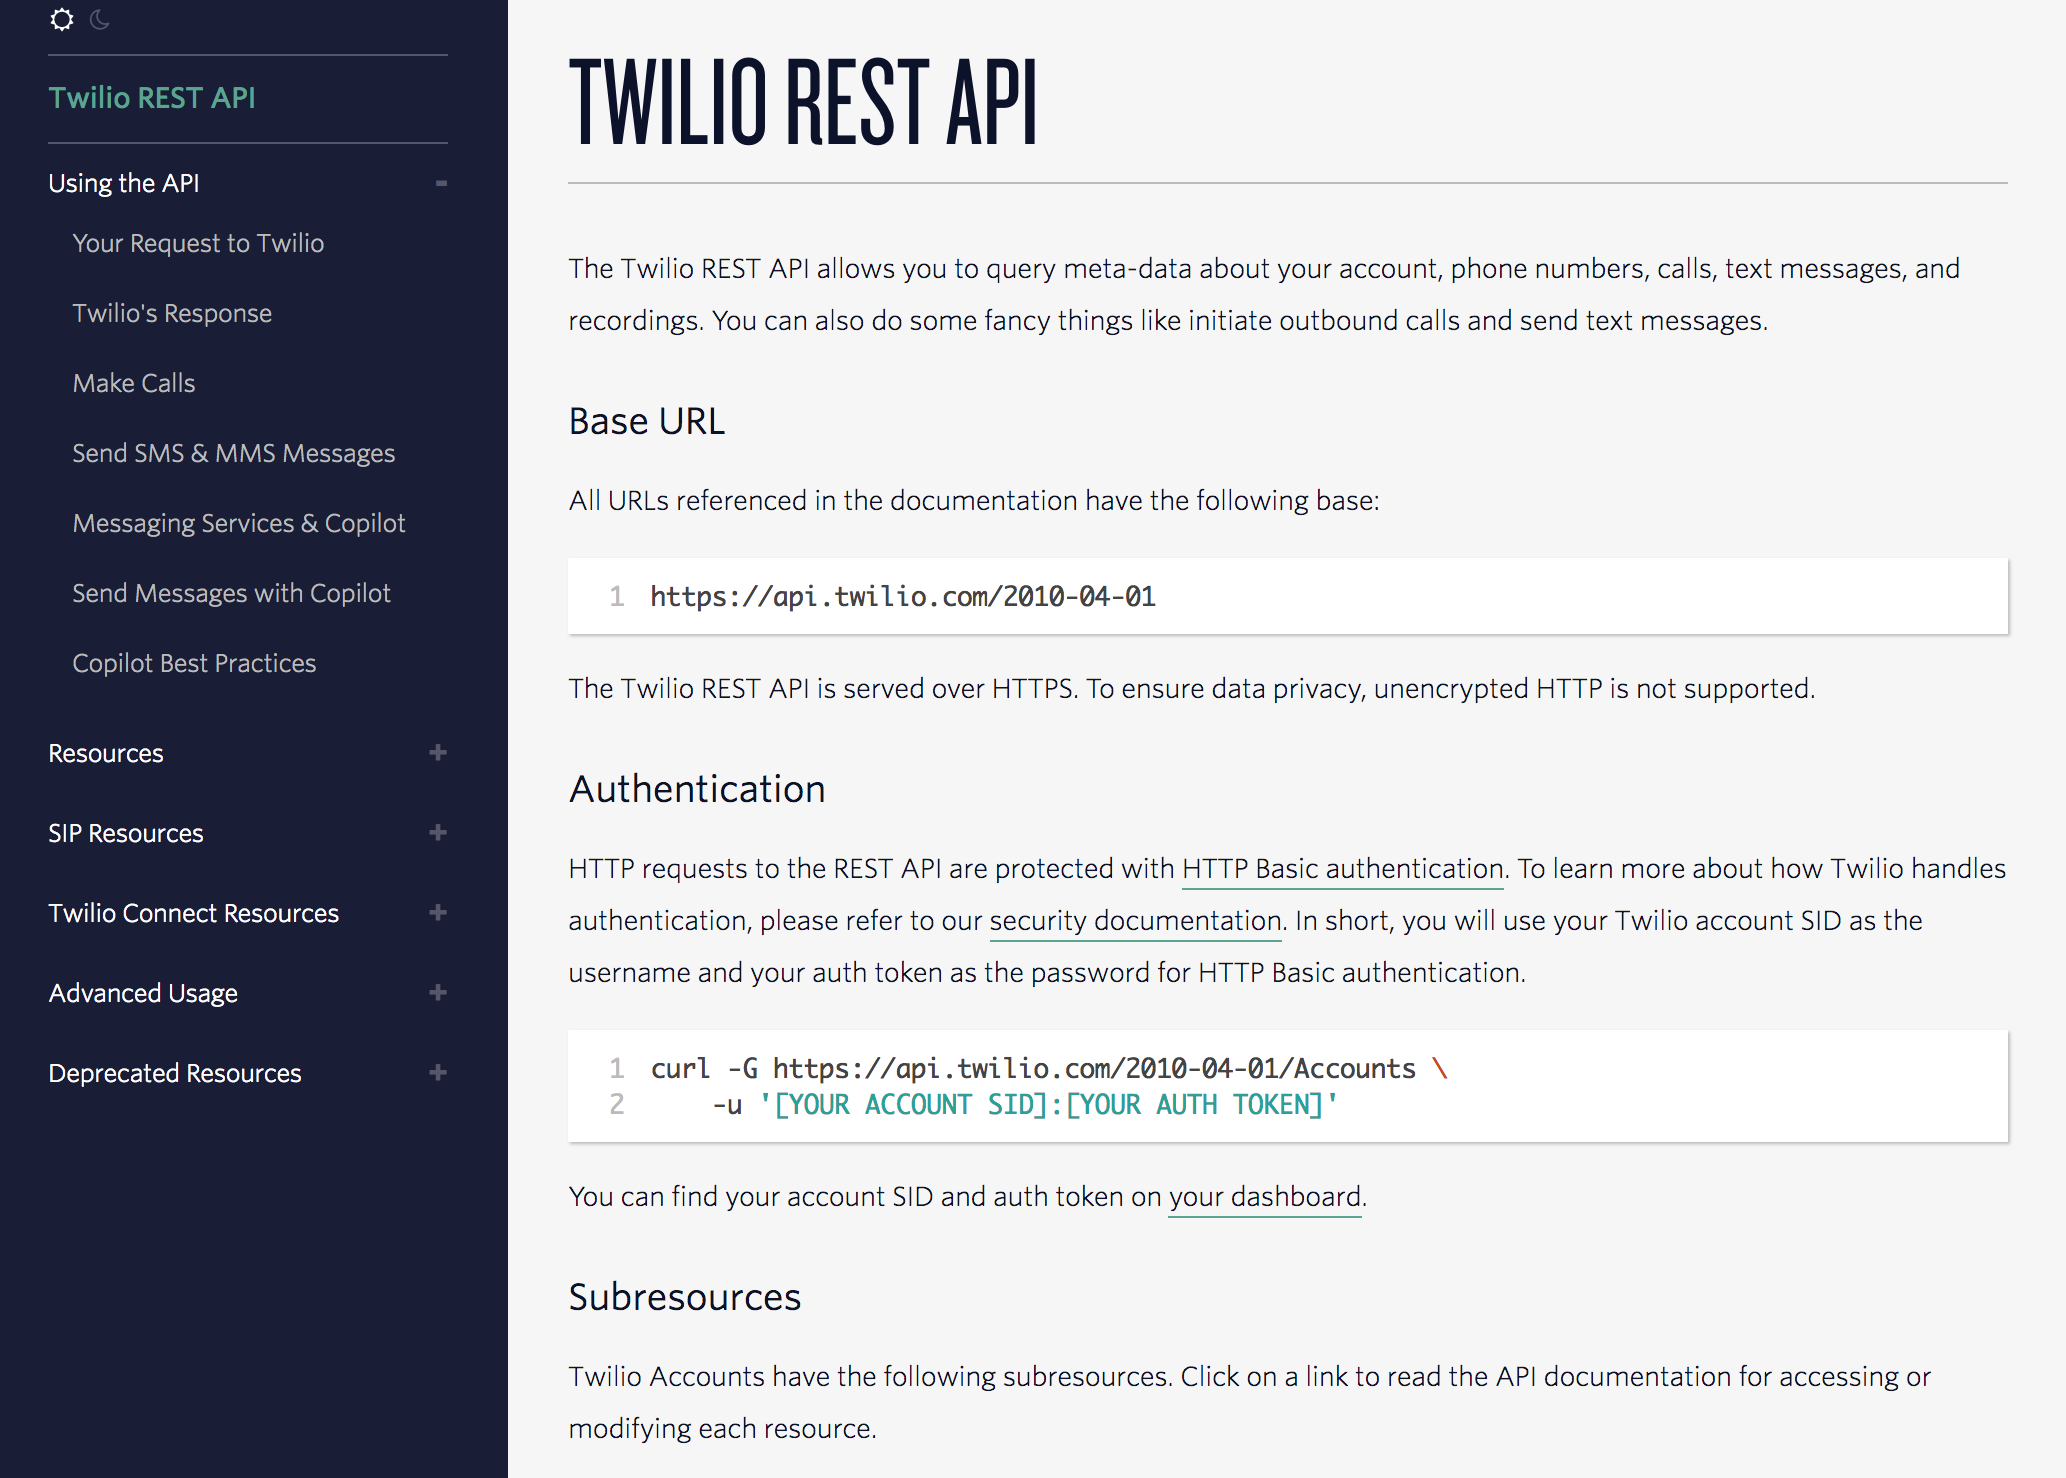 Twilio REST API
Using the API
Your Request to Twilio
Twilio's Response
Make Calls
Send SMS & MMS Messages
Messaging Services & Copilot
Send Messages with Copilot
Copilot Best Practices
Resources
SIP Resources
Twilio Connect Resources
Advanced Usage
Deprecated Resources
TWILIO REST API
The Twilio REST API allows you to query meta-data about your account, phone numbers, calls, text messages, and
recordings. You can also do some fancy things like initiate outbound calls and send text messages.
Base URL
All URLs referenced in the documentation have the following base:
1 https://api.twilio.com/2010-04-01
The Twilio REST API is served over HTTPS. To ensure data privacy, unencrypted HTTP is not supported.
Authentication
HTTP requests to the REST API are protected with HTTP Basic authentication. To learn more about how Twilio handles
authentication, please refer to our security documentation. In short, you will use your Twilio account SID as the
username and your auth token as the password for HTTP Basic authentication.
1 curl -G https://api.twilio.com/2010-04-01/Accounts \
2     -u '[YOUR ACCOUNT SID]:[YOUR AUTH TOKEN]'
You can find your account SID and auth token on your dashboard.
Subresources
Twilio Accounts have the following subresources. Click on a link to read the API documentation for accessing or
modifying each resource.